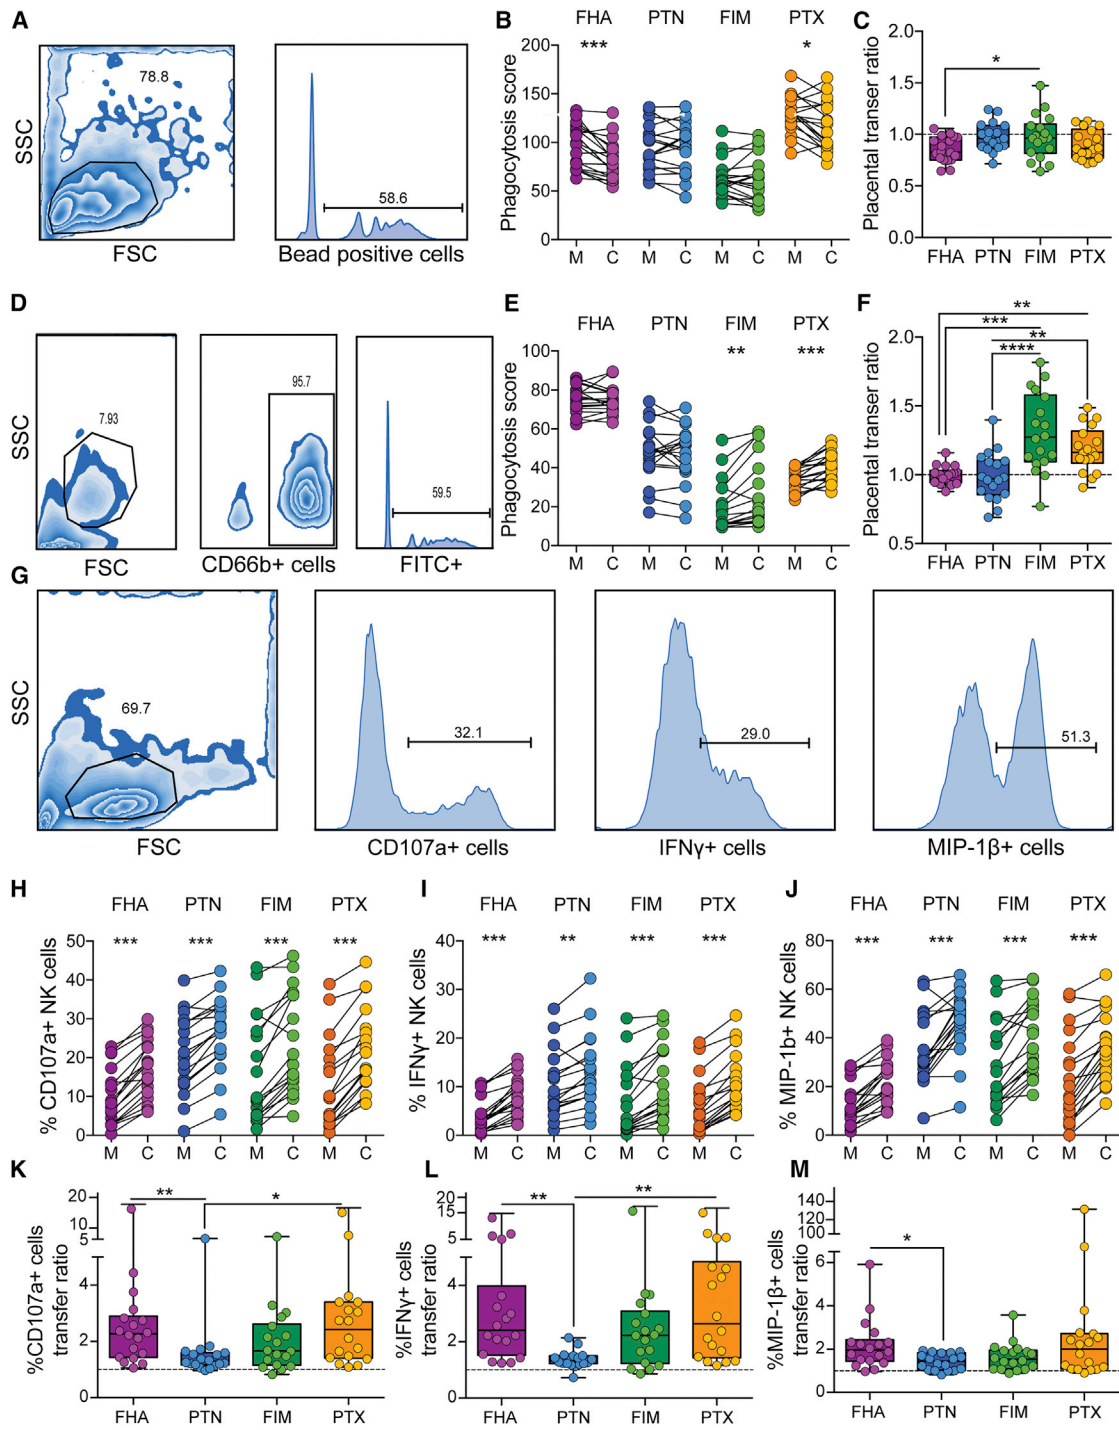 A
SSC
78.8
FSC
58.6
Bead positive cells
B
FHA PTN FIM PTX
*** *
Phagocytosis score
200
150
100
50
0
M C M C M C M C
C
Placental transer ratio
2.0
1.5
1.0
0.5
0.0
*
FHA PTN FIM PTX
D
SSC
7.93
FSC
95.7
CD66b+ cells
59.5
FITC+
E
FHA PTN FIM PTX
** ***
Phagocytosis score
100
80
60
40
20
0
M C M C M C M C
F
Placental transer ratio
2.0
1.5
1.0
0.5
**
***
**
****
FHA PTN FIM PTX
G
SSC
69.7
FSC
32.1
CD107a+ cells
29.0
IFNγ+ cells
51.3
MIP-1β+ cells
H
FHA PTN FIM PTX
*** *** *** ***
% CD107a+ NK cells
50
40
30
20
10
0
M C M C M C M C
I
FHA PTN FIM PTX
*** ** *** ***
% IFNγ+ NK cells
40
30
20
10
0
M C M C M C M C
J
FHA PTN FIM PTX
*** *** *** ***
% MIP-1b+ NK cells
80
60
40
20
0
M C M C M C M C
K
%CD107a+ cells
transfer ratio
20
10
5
4
2
0
** *
FHA PTN FIM PTX
L
%IFNγ+ cells
transfer ratio
20
15
5
4
2
0
** **
FHA PTN FIM PTX
M
%MIP-1β+ cells
transfer ratio
140
120
100
6
4
2
0
*
FHA PTN FIM PTX